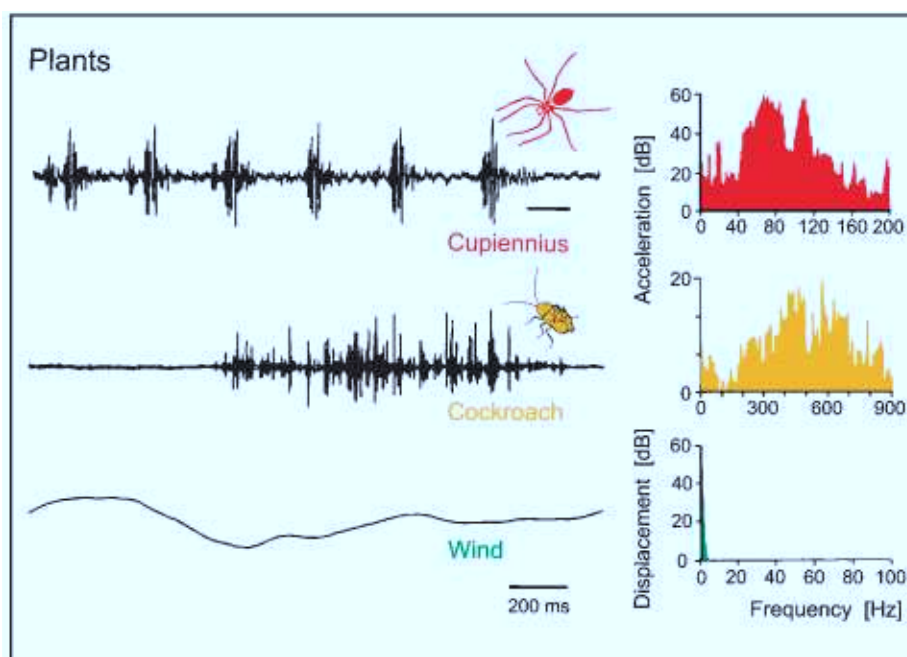 Plants
Cupiennius
Cockroach
Wind
200 ms
Acceleration [dB]
60
40
20
0
0 40 80 120 160 200
20
0
0 300 600 900
Displacement [dB]
60
40
20
0
0 20 40 60 80 100
Frequency [Hz]